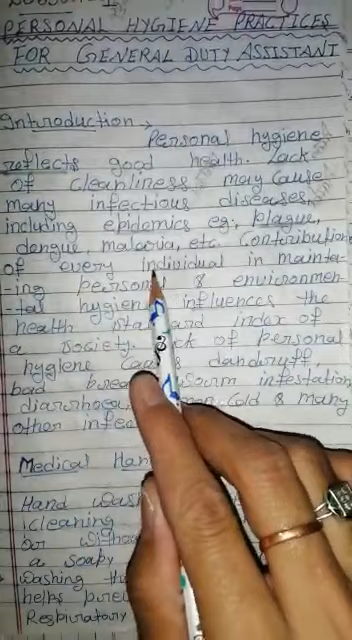 PERSONAL HYGIENE PRACTICES
FOR GENERAL DUTY ASSISTANT
Introduction →
Personal hygiene
reflects good health. Lack
of cleanliness may cause
many infectious diseases,
including epidemics eg, plague,
dengue, malaria, etc. Contribution
of every individual in mainta-
-ing person & environmen-
-tal hygien influences the
health index of
a society. of personal
hygiene dandruff,
bad worm infestation,
diarrhoea, cold & many
other
Medical
Hand
cleaning
or
a soapy
Washing
helps
Respiratory